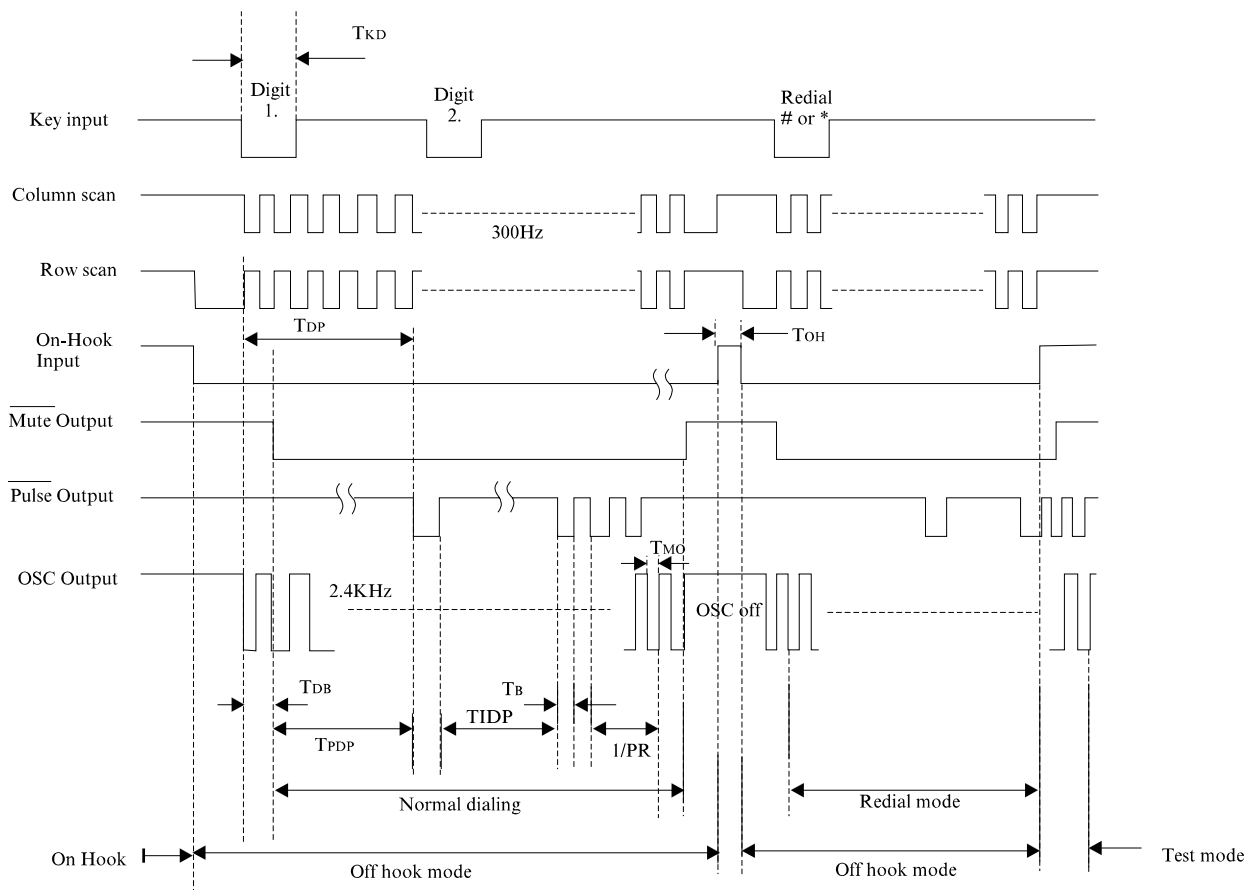 TKD
Digit
1.
Digit
2.
Redial
# or *
Key input
Column scan
300Hz
Row scan
TDP
TOH
On-Hook
Input
Mute Output
Pulse Output
TMO
OSC Output
2.4KHz
OSC off
TDB
TB
TIDP
TPDP
1/PR
Normal dialing
Redial mode
On Hook
Off hook mode
Off hook mode
Test mode